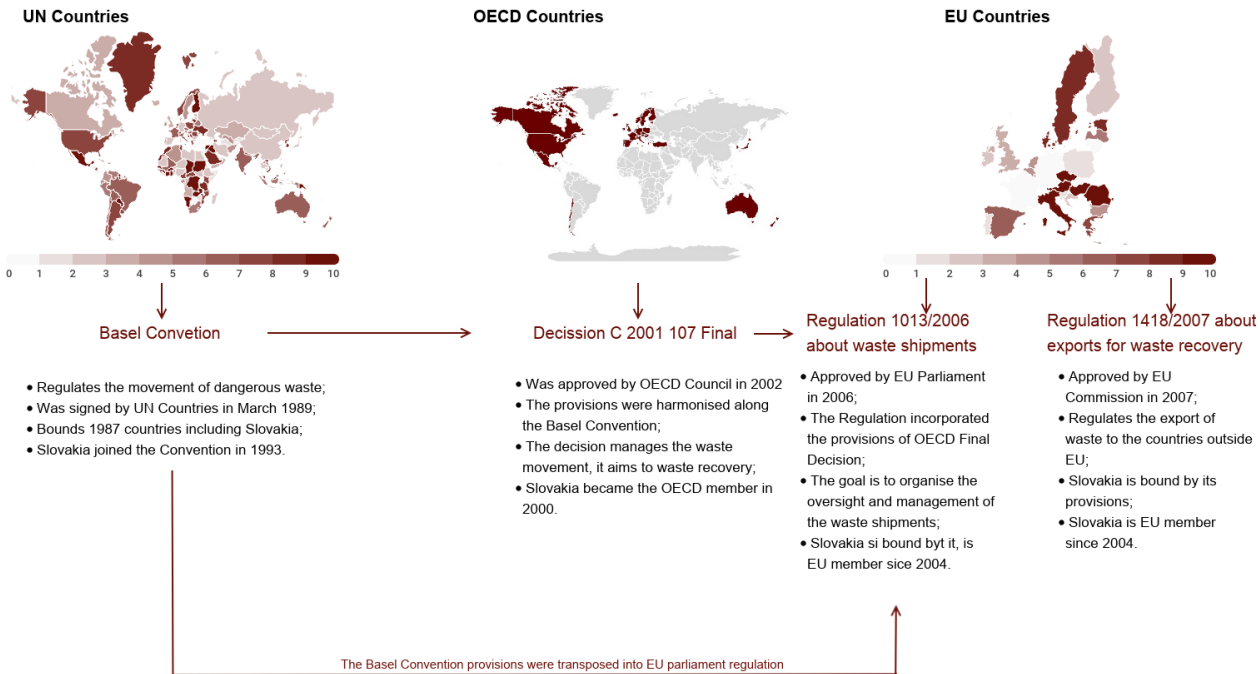 UN Countries
OECD Countries
EU Countries
0 1 2 3 4 5 6 7 8 9 10
0 1 2 3 4 5 6 7 8 9 10
Basel Convetion
• Regulates the movement of dangerous waste;
• Was signed by UN Countries in March 1989;
• Bounds 1987 countries including Slovakia;
• Slovakia joined the Convention in 1993.
Decission C 2001 107 Final
• Was approved by OECD Council in 2002
• The provisions were harmonised along
the Basel Convention;
• The decision manages the waste
movement, it aims to waste recovery;
• Slovakia became the OECD member in
2000.
Regulation 1013/2006
about waste shipments
• Approved by EU Parliament
in 2006;
• The Regulation incorporated
the provisions of OECD Final
Decision;
• The goal is to organise the
oversight and management of
the waste shipments;
• Slovakia si bound byt it, is
EU member sice 2004.
Regulation 1418/2007 about
exports for waste recovery
• Approved by EU
Commission in 2007;
• Regulates the export of
waste to the countries outside
EU;
• Slovakia is bound by its
provisions;
• Slovakia is EU member
since 2004.
The Basel Convention provisions were transposed into EU parliament regulation